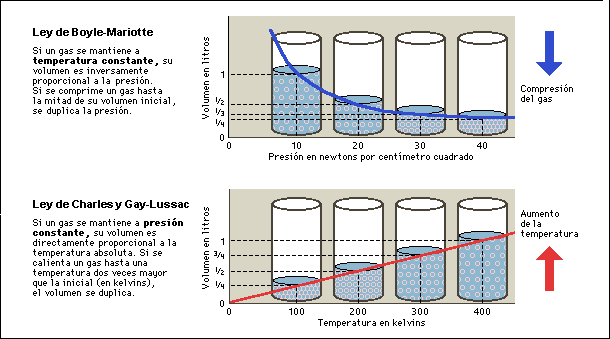 Ley de Boyle-Mariotte
Si un gas se mantiene a
temperatura constante, su
volumen es inversamente
proporcional a la presión.
Si se comprime un gas hasta
la mitad de su volumen inicial,
se duplica la presión.
Volumen en litros
1
1/2
1/3
1/4
0
10
20
30
40
Presión en newtons por centímetro cuadrado
Compresión
del gas
Ley de Charles y Gay-Lussac
Si un gas se mantiene a presión
constante, su volumen es
directamente proporcional a la
temperatura absoluta. Si se
calienta un gas hasta una
temperatura dos veces mayor
que la inicial (en kelvins),
el volumen se duplica.
Volumen en litros
1
3/4
1/2
1/4
0
100
200
300
400
Temperatura en kelvins
Aumento
de la
temperatura